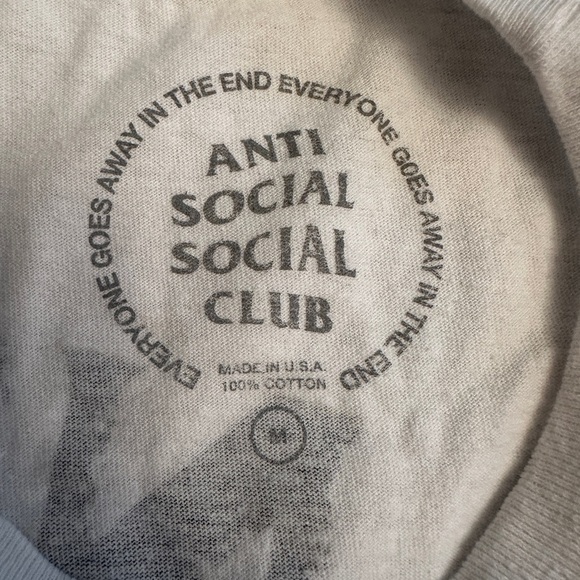 EVERYONE GOES AWAY IN THE END EVERYONE GOES AWAY IN THE END
ANTI
SOCIAL
SOCIAL
CLUB
MADE IN U.S.A.
100% COTTON
M